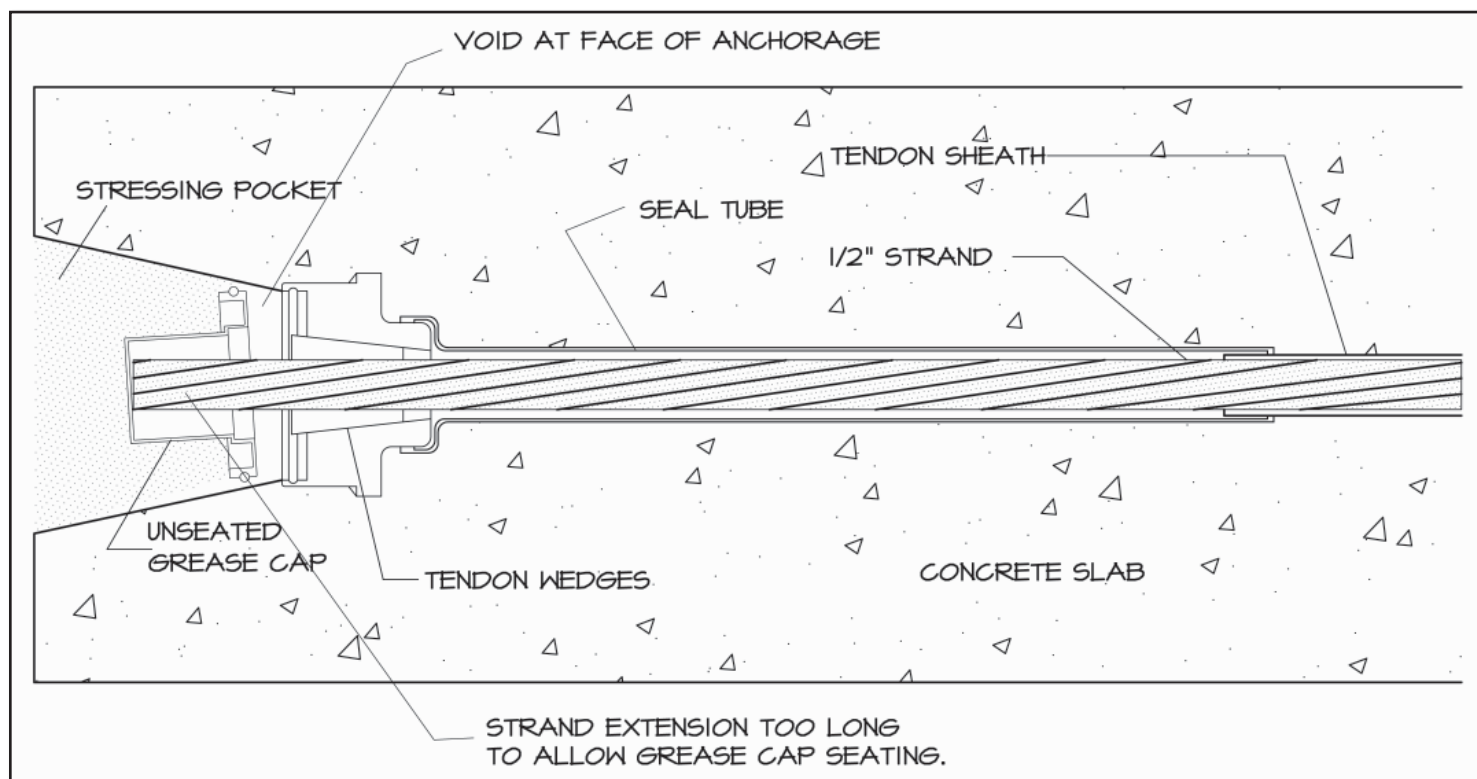 VOID AT FACE OF ANCHORAGE
TENDON SHEATH
STRESSING POCKET
SEAL TUBE
1/2" STRAND
UNSEATED
GREASE CAP
TENDON WEDGES
CONCRETE SLAB
STRAND EXTENSION TOO LONG
TO ALLOW GREASE CAP SEATING.